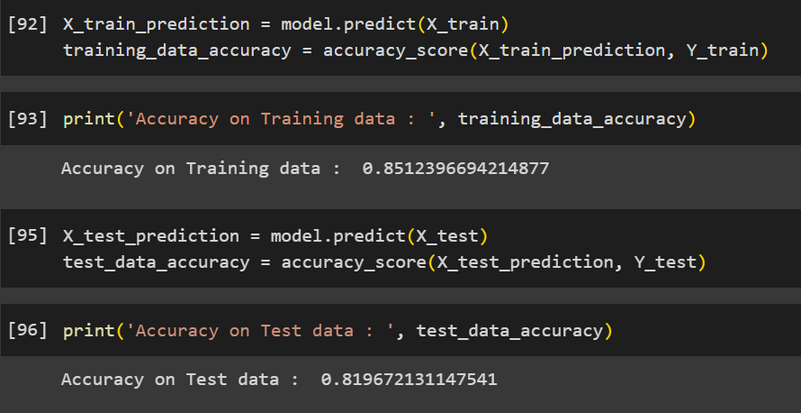 [92] X_train_prediction = model.predict(X_train)
training_data_accuracy = accuracy_score(X_train_prediction, Y_train)
[93] print('Accuracy on Training data : ', training_data_accuracy)
Accuracy on Training data :  0.8512396694214877
[95] X_test_prediction = model.predict(X_test)
test_data_accuracy = accuracy_score(X_test_prediction, Y_test)
[96] print('Accuracy on Test data : ', test_data_accuracy)
Accuracy on Test data :  0.819672131147541